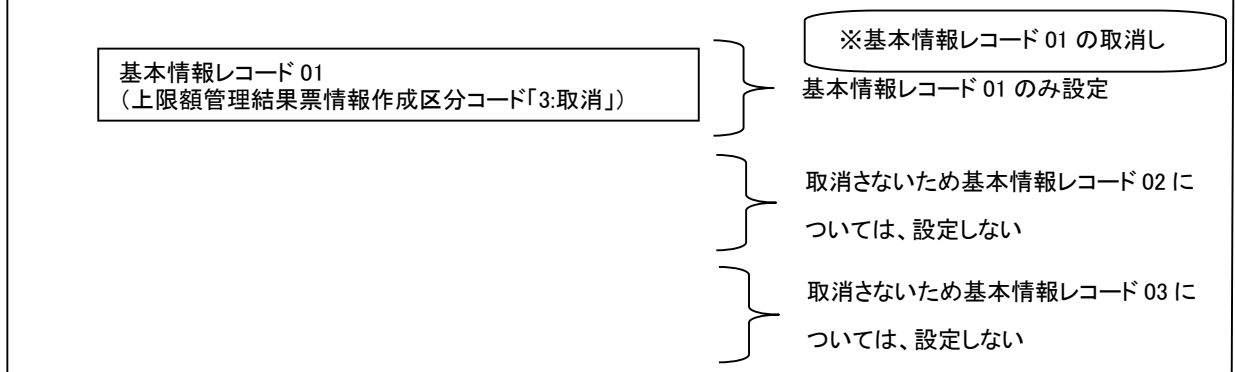 ※基本情報レコード 01 の取消し
基本情報レコード 01
（上限額管理結果票情報作成区分コード「3:取消」）
基本情報レコード 01 のみ設定
取消さないため基本情報レコード 02 に
ついては、設定しない
取消さないため基本情報レコード 03 に
ついては、設定しない